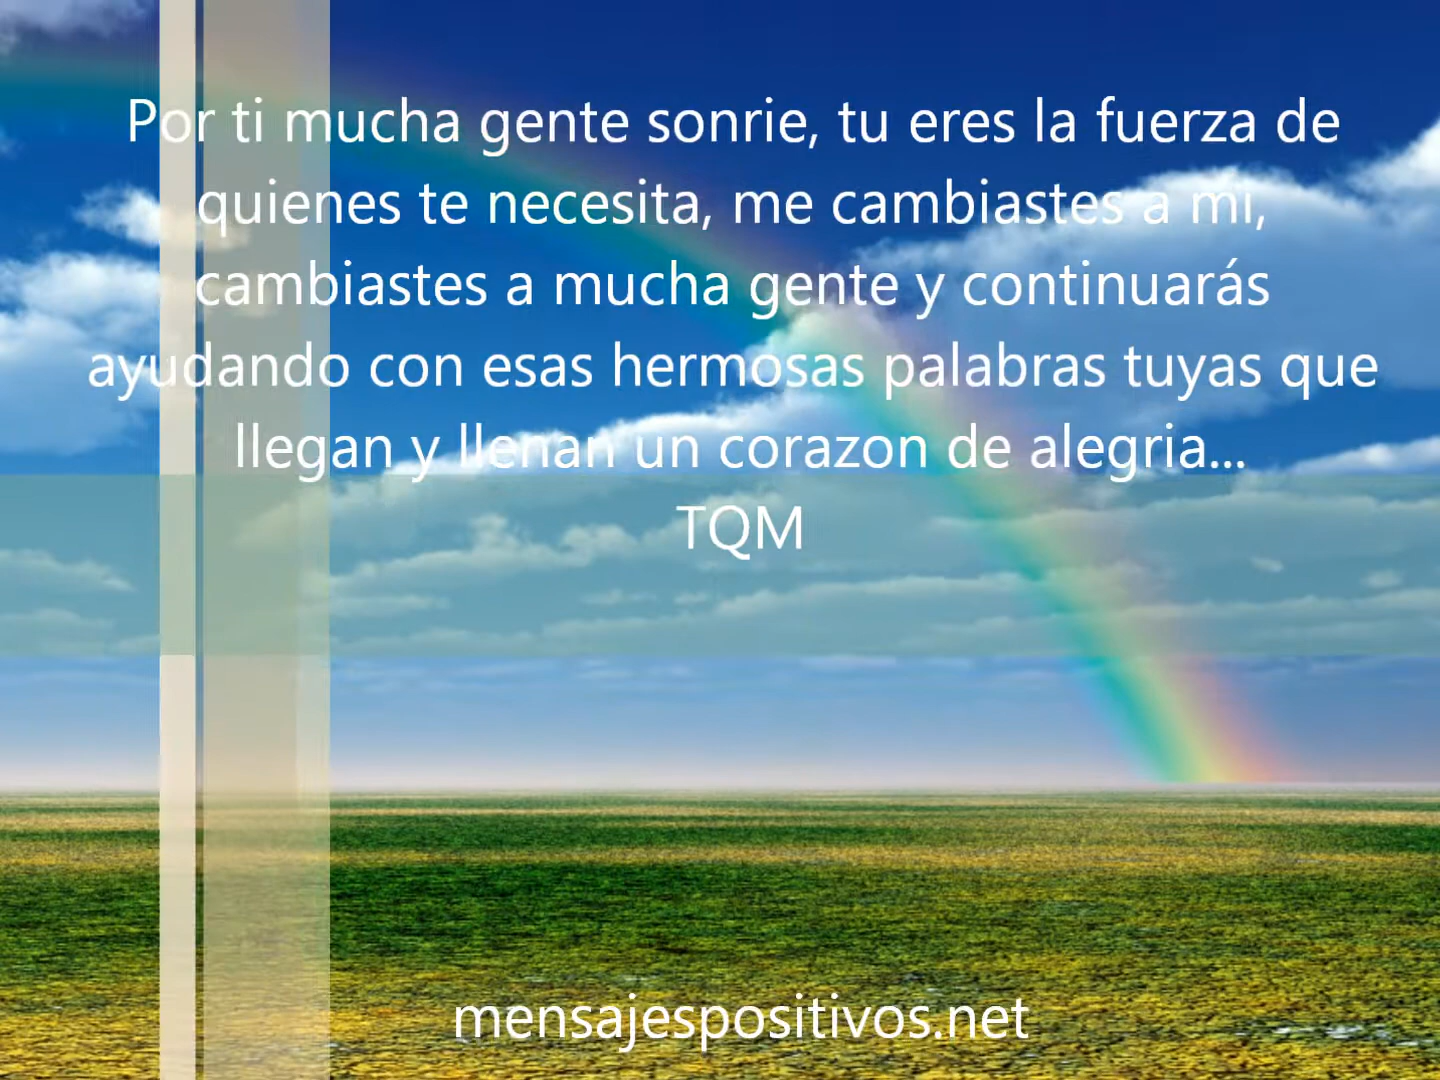 Por ti mucha gente sonrie, tu eres la fuerza de
quienes te necesita, me cambiastes a mi,
cambiastes a mucha gente y continuarás
ayudando con esas hermosas palabras tuyas que
llegan y llenan un corazon de alegria...
TQM
mensajespositivos.net